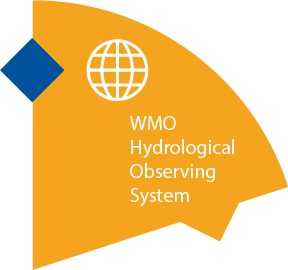 WMO
Hydrological
Observing
System